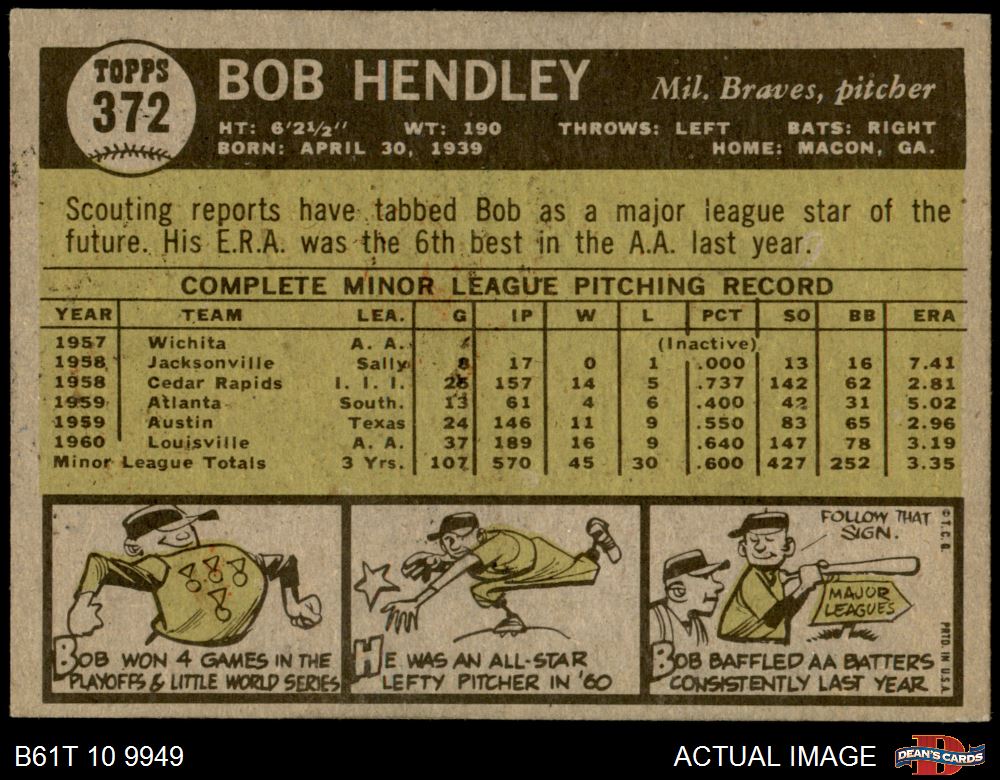 TOPPS
372
BOB HENDLEY
Mil. Braves, pitcher
HT: 6'2½" WT: 190 THROWS: LEFT BATS: RIGHT
BORN: APRIL 30, 1939 HOME: MACON, GA.
Scouting reports have tabbed Bob as a major league star of the
future. His E.R.A. was the 6th best in the A.A. last year.
COMPLETE MINOR LEAGUE PITCHING RECORD
YEAR TEAM LEA. G IP W L PCT SO BB ERA
1957 Wichita A. A. (Inactive)
1958 Jacksonville Sally 8 17 0 1 .000 13 16 7.41
1958 Cedar Rapids I. I. I. 25 157 14 5 .737 142 62 2.81
1959 Atlanta South. 13 61 4 6 .400 42 31 5.02
1959 Austin Texas 24 146 11 9 .550 83 65 2.96
1960 Louisville A. A. 37 189 16 9 .640 147 78 3.19
Minor League Totals 3 Yrs. 107 570 45 30 .600 427 252 3.35
BOB WON 4 GAMES IN THE
PLAYOFFS & LITTLE WORLD SERIES
HE WAS AN ALL-STAR
LEFTY PITCHER IN '60
FOLLOW THAT
SIGN.
MAJOR
LEAGUES
BOB BAFFLED AA BATTERS
CONSISTENTLY LAST YEAR
© T. C. G.
PRTD. IN U.S.A.
B61T 10 9949
ACTUAL IMAGE
DEAN'S CARDS